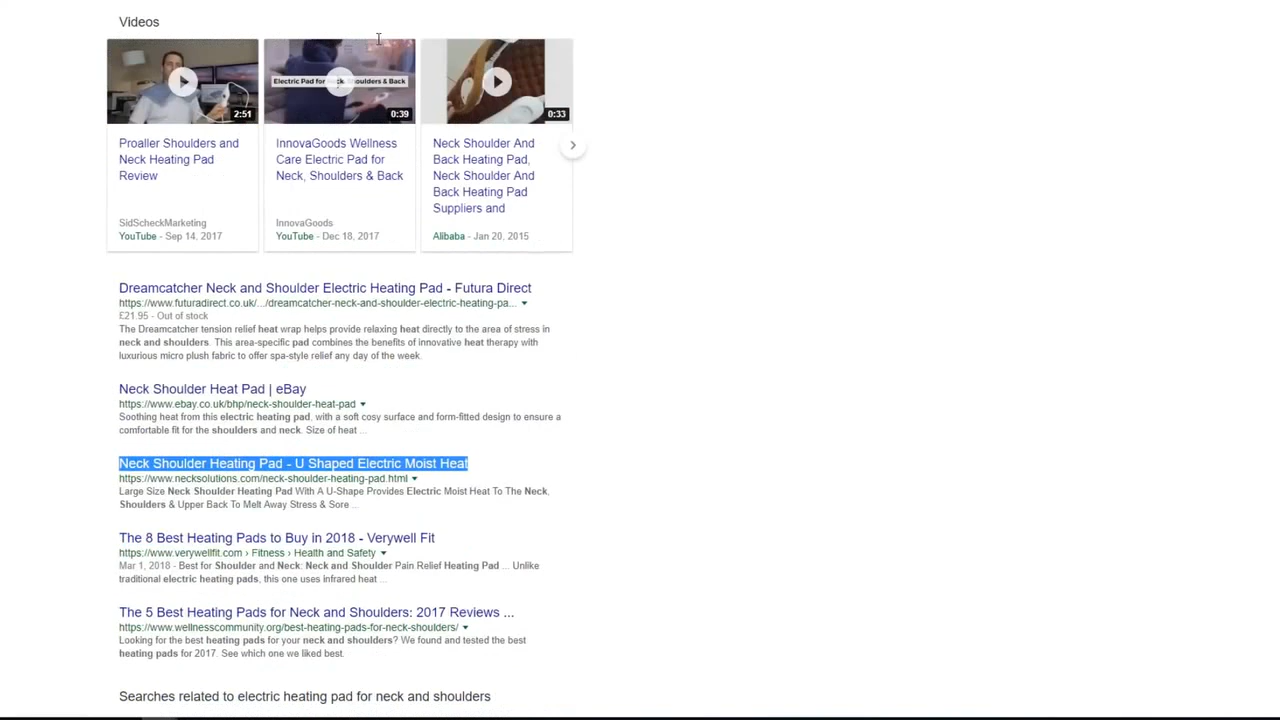 Videos
Electric Pad for Neck, Shoulders & Back
2:51
0:39
0:33
Proaller Shoulders and
Neck Heating Pad
Review
SidScheckMarketing
YouTube - Sep 14, 2017
InnovaGoods Wellness
Care Electric Pad for
Neck, Shoulders & Back
InnovaGoods
YouTube - Dec 18, 2017
Neck Shoulder And
Back Heating Pad,
Neck Shoulder And
Back Heating Pad
Suppliers and
Alibaba - Jan 20, 2015
Dreamcatcher Neck and Shoulder Electric Heating Pad - Futura Direct
https://www.futuradirect.co.uk/.../dreamcatcher-neck-and-shoulder-electric-heating-pa...
£21.95 - Out of stock
The Dreamcatcher tension relief heat wrap helps provide relaxing heat directly to the area of stress in
neck and shoulders. This area-specific pad combines the benefits of innovative heat therapy with
luxurious micro plush fabric to offer spa-style relief any day of the week.
Neck Shoulder Heat Pad | eBay
https://www.ebay.co.uk/bhp/neck-shoulder-heat-pad
Soothing heat from this electric heating pad, with a soft cosy surface and form-fitted design to ensure a
comfortable fit for the shoulders and neck. Size of heat ...
Neck Shoulder Heating Pad - U Shaped Electric Moist Heat
https://www.necksolutions.com/neck-shoulder-heating-pad.html
Large Size Neck Shoulder Heating Pad With A U-Shape Provides Electric Moist Heat To The Neck,
Shoulders & Upper Back To Melt Away Stress & Sore ...
The 8 Best Heating Pads to Buy in 2018 - Verywell Fit
https://www.verywellfit.com › Fitness › Health and Safety
Mar 1, 2018 - Best for Shoulder and Neck: Neck and Shoulder Pain Relief Heating Pad ... Unlike
traditional electric heating pads, this one uses infrared heat ...
The 5 Best Heating Pads for Neck and Shoulders: 2017 Reviews ...
https://www.wellnesscommunity.org/best-heating-pads-for-neck-shoulders/
Looking for the best heating pads for your neck and shoulders? We found and tested the best
heating pads for 2017. See which one we liked best.
Searches related to electric heating pad for neck and shoulders